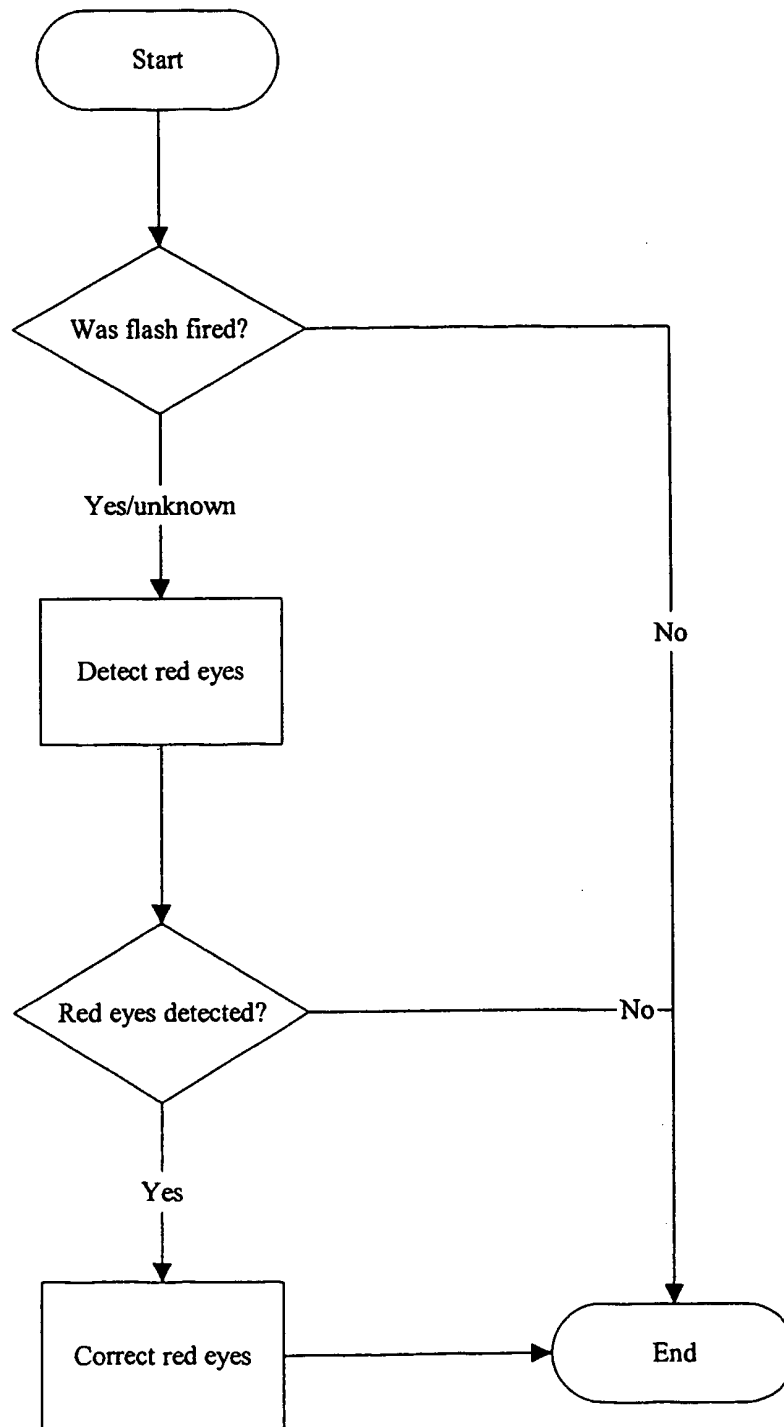 Start
Was flash fired?
Yes/unknown
Detect red eyes
No
Red eyes detected?
No
Yes
Correct red eyes
End